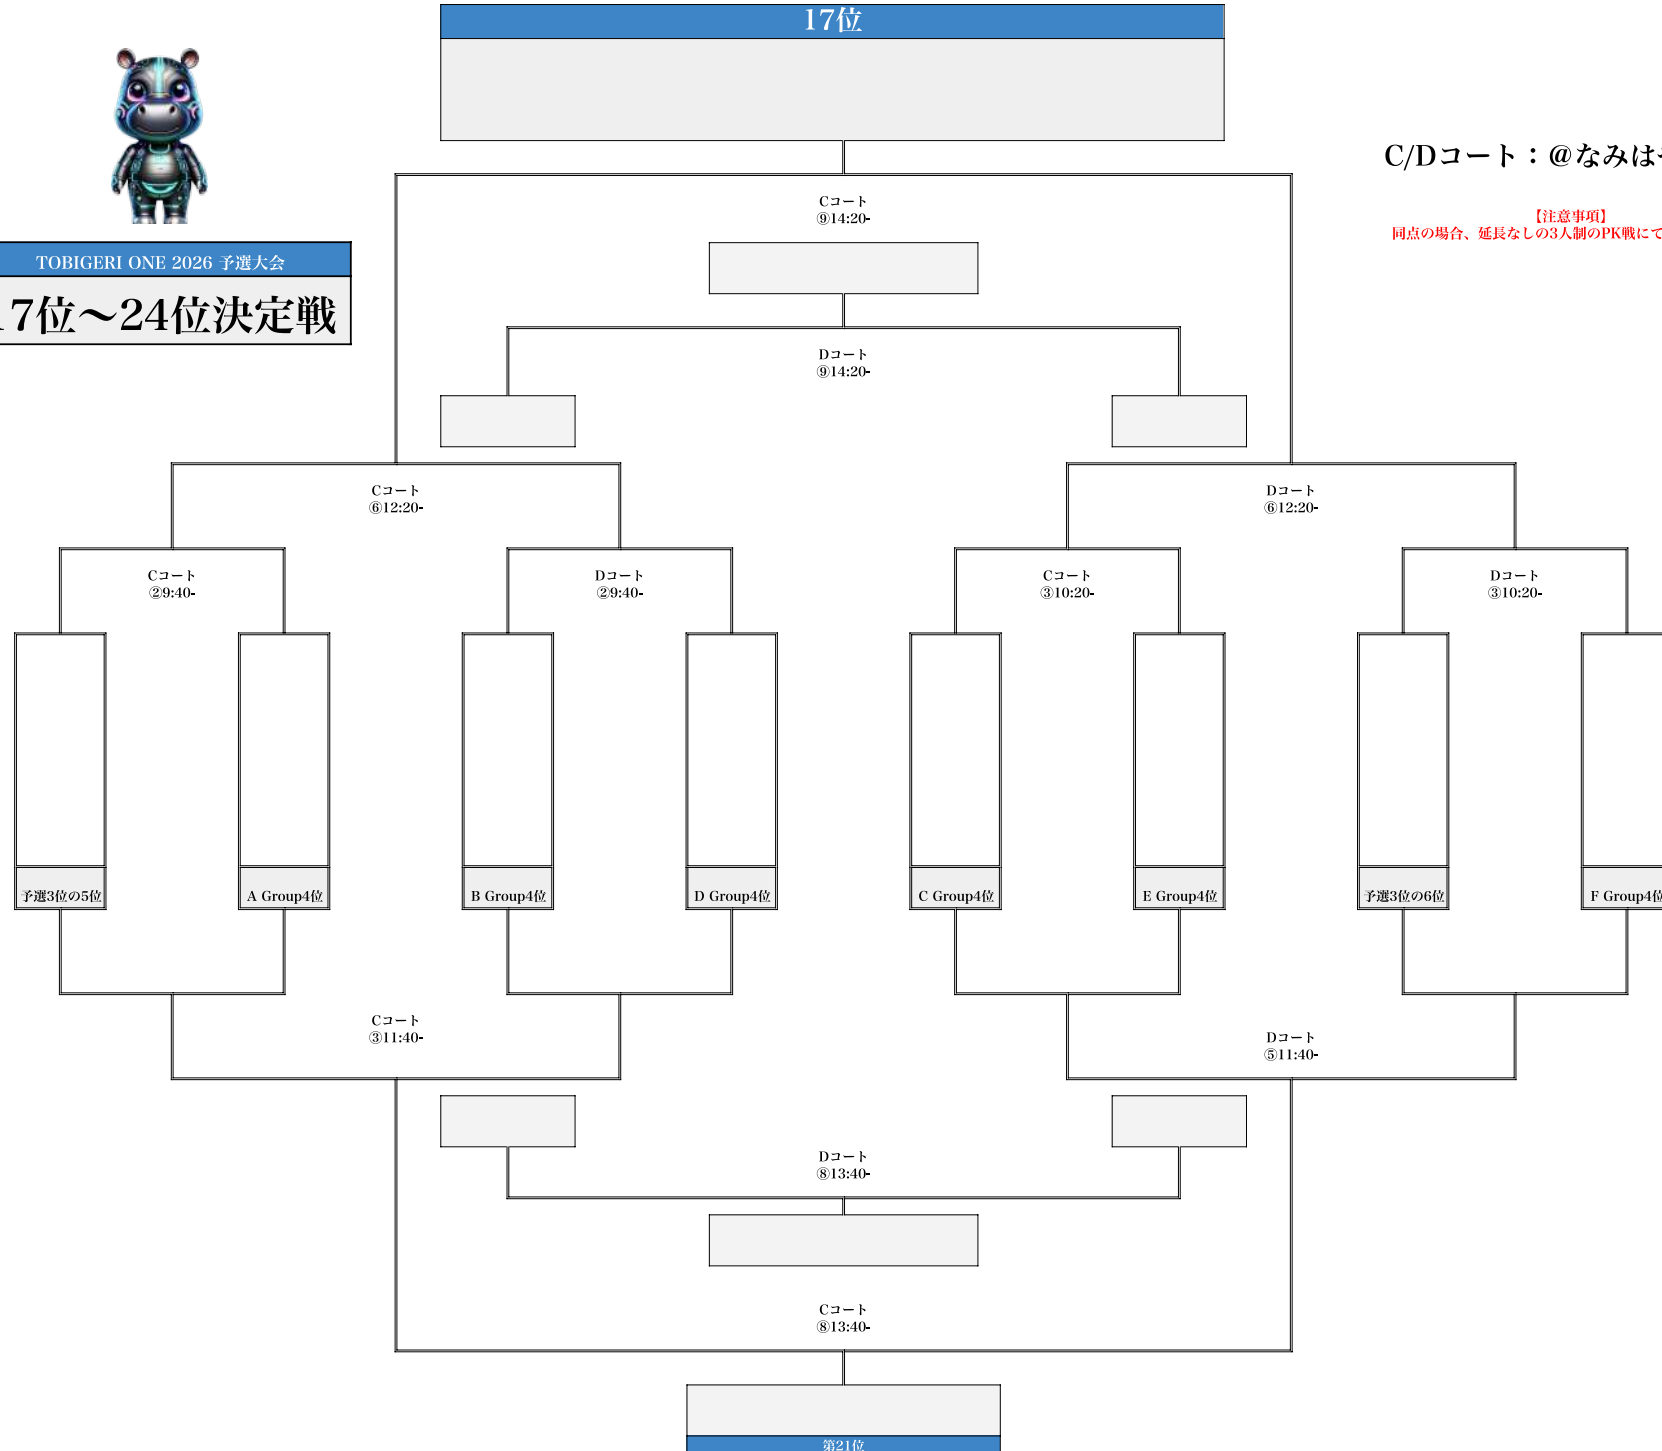 17位
C/Dコート：@なみは
【注意事項】
同点の場合、延長なしの3人制のPK戦にて
TOBIGERI ONE 2026 予選大会
17位〜24位決定戦
Cコート
⑨14:20-
Dコート
⑨14:20-
Cコート
⑥12:20-
Dコート
⑥12:20-
Cコート
②9:40-
Dコート
②9:40-
Cコート
③10:20-
Dコート
③10:20-
予選3位の5位
A Group4位
B Group4位
D Group4位
C Group4位
E Group4位
予選3位の6位
F Group4位
Cコート
③11:40-
Dコート
⑤11:40-
Dコート
⑧13:40-
Cコート
⑧13:40-
第21位